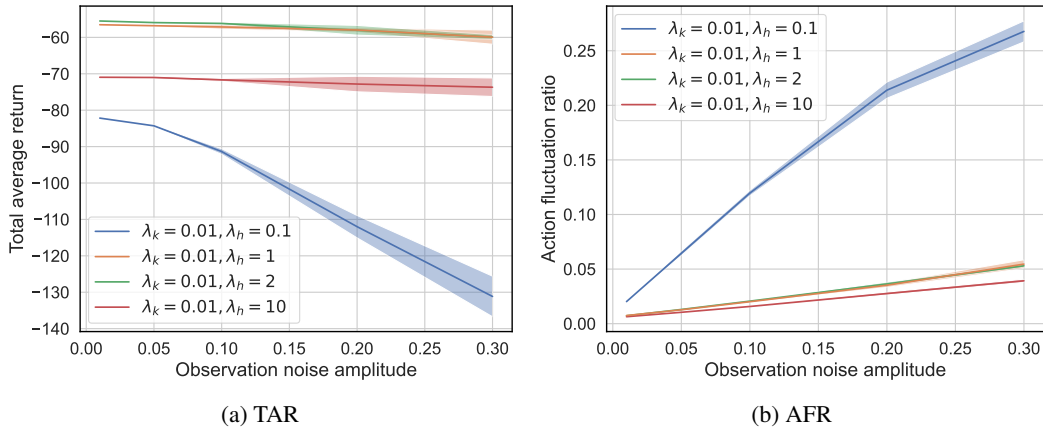 −60
−70
−80
−90
−100
−110
−120
−130
−140
Total average return
0.00 0.05 0.10 0.15 0.20 0.25 0.30
Observation noise amplitude
λₖ = 0.01, λₕ = 0.1
λₖ = 0.01, λₕ = 1
λₖ = 0.01, λₕ = 2
λₖ = 0.01, λₕ = 10
(a) TAR
0.25
0.20
0.15
0.10
0.05
0.00
Action fluctuation ratio
0.00 0.05 0.10 0.15 0.20 0.25 0.30
Observation noise amplitude
λₖ = 0.01, λₕ = 0.1
λₖ = 0.01, λₕ = 1
λₖ = 0.01, λₕ = 2
λₖ = 0.01, λₕ = 10
(b) AFR